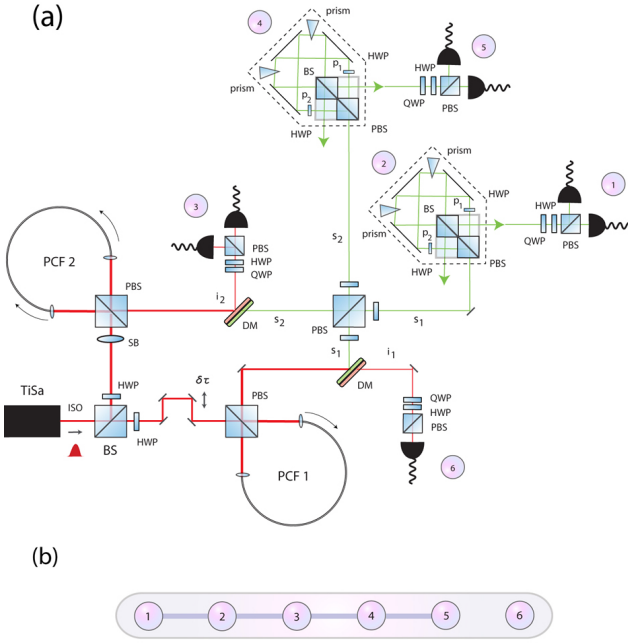 (a)
4
prism
HWP
5
BS
p1
HWP
prism
p2
QWP
PBS
HWP
PBS
2
prism
3
HWP
1
p1
HWP
BS
s2
prism
p2
QWP
PBS
PCF 2
PBS
HWP
QWP
HWP
PBS
PBS
i2
s2
s1
DM
PBS
SB
s1
i1
TiSa
HWP
δτ
PBS
DM
ISO
QWP
HWP
PBS
BS
HWP
PCF 1
6
(b)
1 2 3 4 5 6